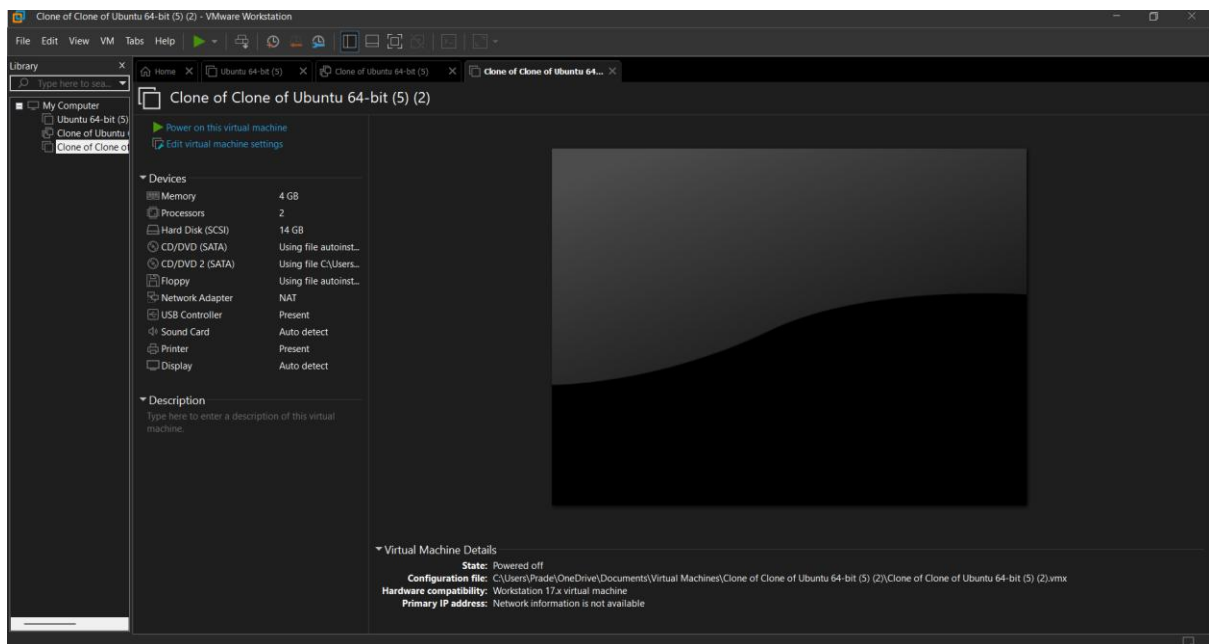 Clone of Clone of Ubuntu 64-bit (5) (2) - VMware Workstation
File Edit View VM Tabs Help
Library X
Type here to sea...
Home X Ubuntu 64-bit (5) X Clone of Ubuntu 64-bit (5) X Clone of Clone of Ubuntu 64... X
My Computer
Ubuntu 64-bit (5)
Clone of Ubuntu
Clone of Clone of
Clone of Clone of Ubuntu 64-bit (5) (2)
Power on this virtual machine
Edit virtual machine settings
Devices
Memory 4 GB
Processors 2
Hard Disk (SCSI) 14 GB
CD/DVD (SATA) Using file autoinst...
CD/DVD 2 (SATA) Using file C:\Users...
Floppy Using file autoinst...
Network Adapter NAT
USB Controller Present
Sound Card Auto detect
Printer Present
Display Auto detect
Description
Type here to enter a description of this virtual
machine.
Virtual Machine Details
State: Powered off
Configuration file: C:\Users\Prade\OneDrive\Documents\Virtual Machines\Clone of Clone of Ubuntu 64-bit (5) (2)\Clone of Clone of Ubuntu 64-bit (5) (2).vmx
Hardware compatibility: Workstation 17.x virtual machine
Primary IP address: Network information is not available